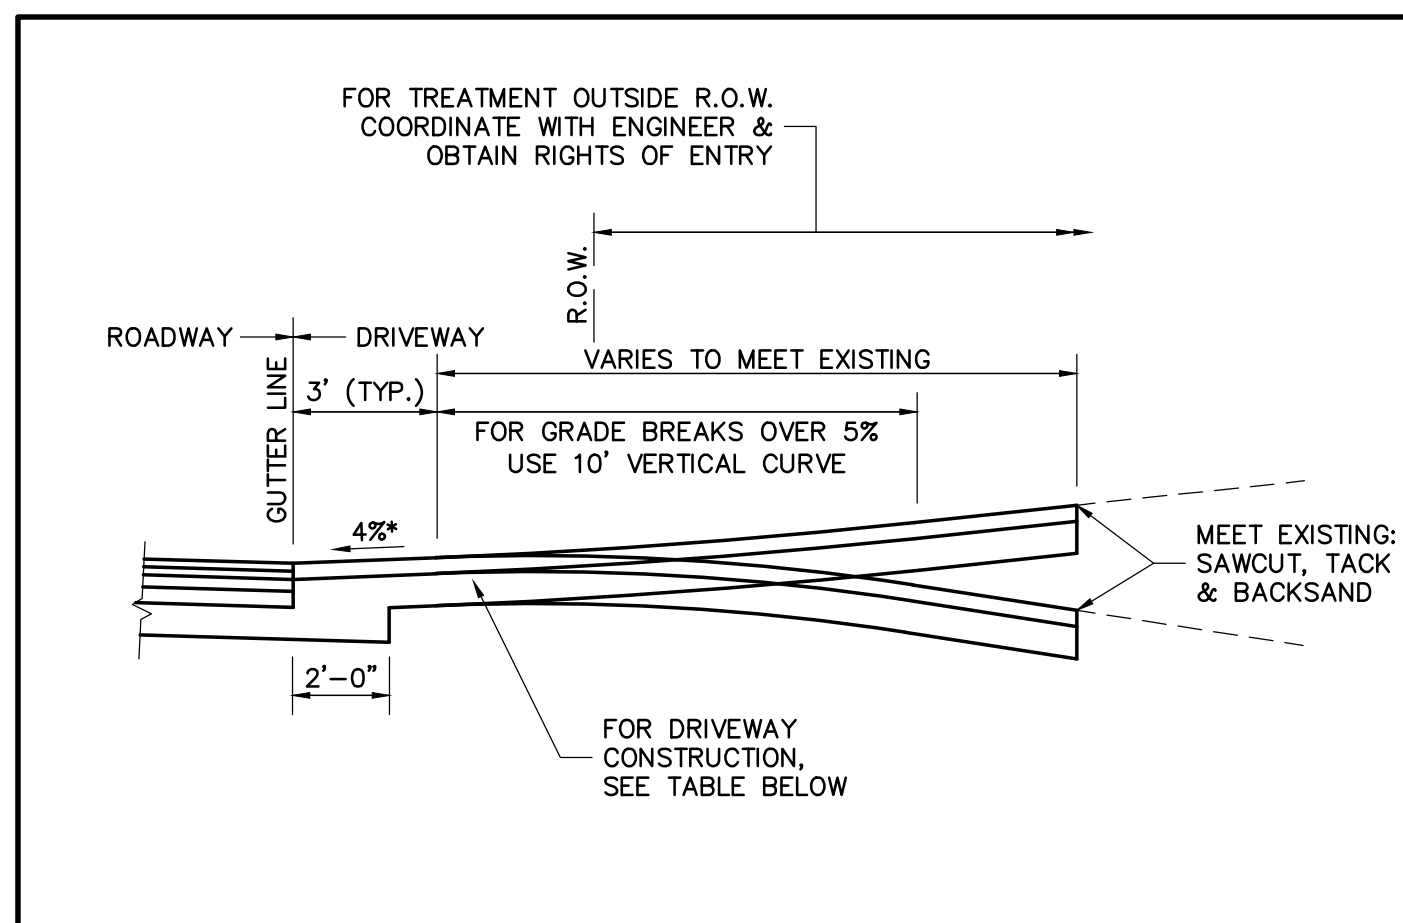 FOR TREATMENT OUTSIDE R.O.W.
COORDINATE WITH ENGINEER &
OBTAIN RIGHTS OF ENTRY
R.O.W.
ROADWAY
DRIVEWAY
VARIES TO MEET EXISTING
GUTTER LINE
3' (TYP.)
FOR GRADE BREAKS OVER 5%
USE 10' VERTICAL CURVE
4%*
MEET EXISTING:
SAWCUT, TACK
& BACKSAND
2'-0"
FOR DRIVEWAY
CONSTRUCTION,
SEE TABLE BELOW